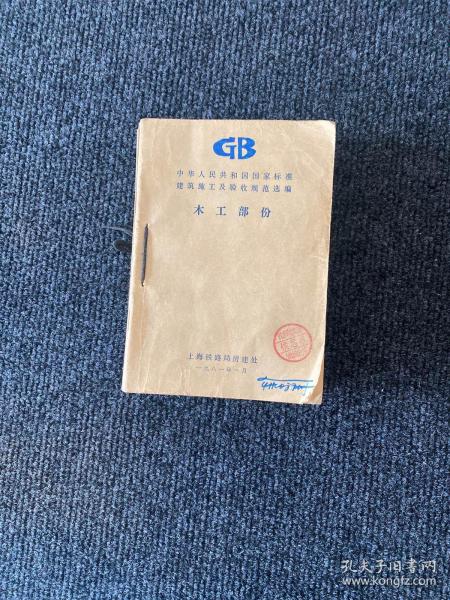 GB
中华人民共和国国家标准
建筑施工及验收规范选编
木工部份
上海铁路局房建处
一九八一年一月
孔夫子旧书网
www.kongfz.com